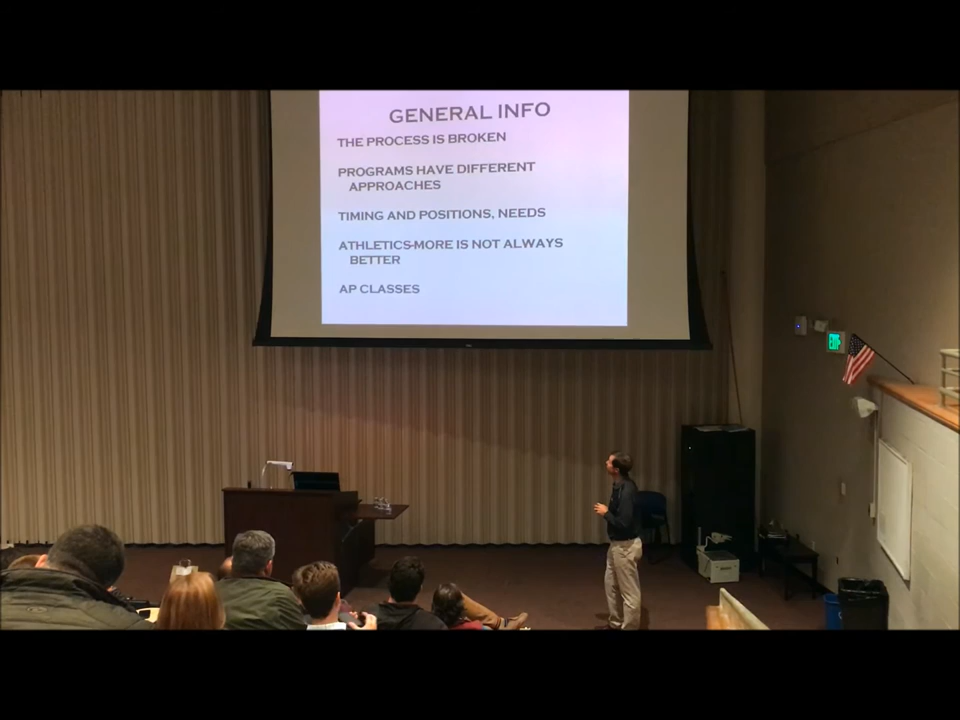 GENERAL INFO
THE PROCESS IS BROKEN
PROGRAMS HAVE DIFFERENT
APPROACHES
TIMING AND POSITIONS, NEEDS
ATHLETICS-MORE IS NOT ALWAYS
BETTER
AP CLASSES
EXIT